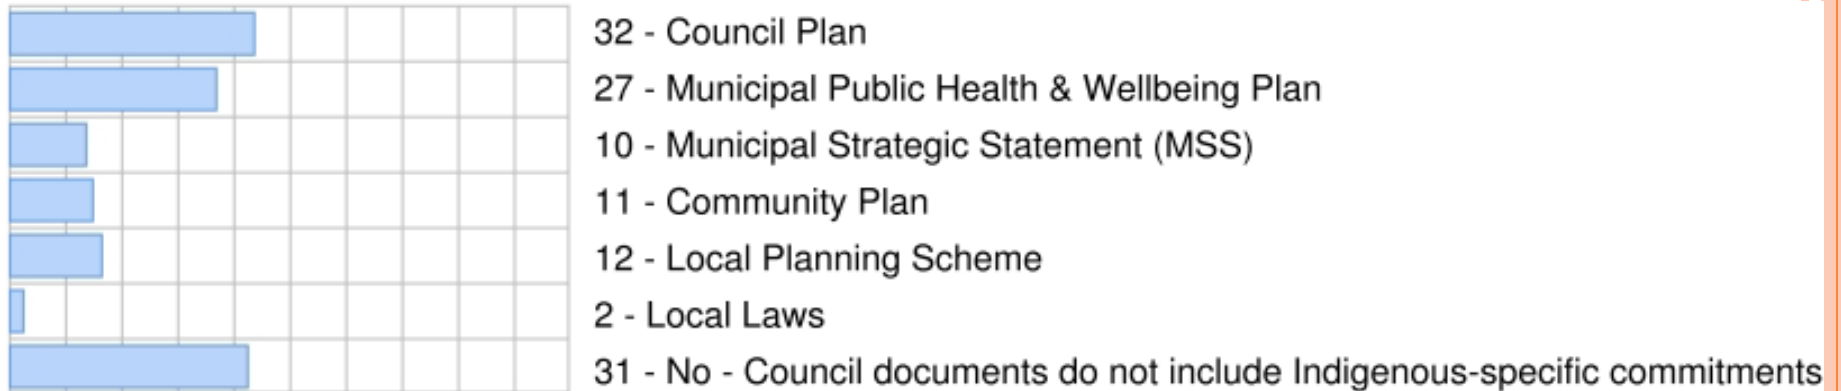 32 - Council Plan
27 - Municipal Public Health & Wellbeing Plan
10 - Municipal Strategic Statement (MSS)
11 - Community Plan
12 - Local Planning Scheme
2 - Local Laws
31 - No - Council documents do not include Indigenous-specific commitments